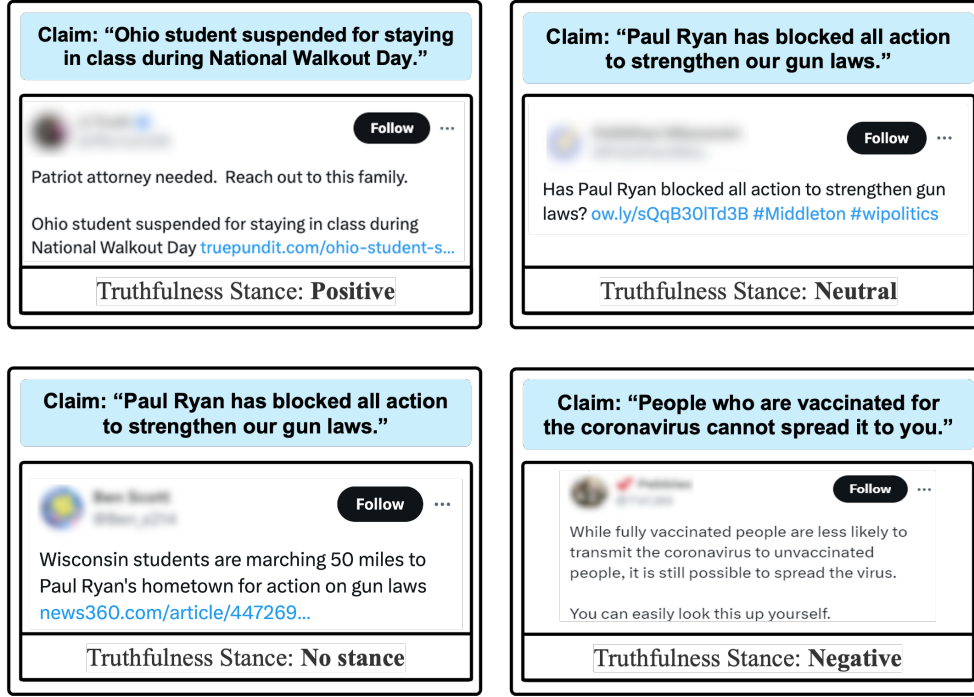 Claim: “Ohio student suspended for staying
in class during National Walkout Day.”
Follow ...
Patriot attorney needed. Reach out to this family.
Ohio student suspended for staying in class during
National Walkout Day truepundit.com/ohio-student-s...
Truthfulness Stance: Positive
Claim: “Paul Ryan has blocked all action
to strengthen our gun laws.”
Follow ...
Has Paul Ryan blocked all action to strengthen gun
laws? ow.ly/sQqB30lTd3B #Middleton #wipolitics
Truthfulness Stance: Neutral
Claim: “Paul Ryan has blocked all action
to strengthen our gun laws.”
Follow ...
Wisconsin students are marching 50 miles to
Paul Ryan's hometown for action on gun laws
news360.com/article/447269...
Truthfulness Stance: No stance
Claim: “People who are vaccinated for
the coronavirus cannot spread it to you.”
Follow ...
While fully vaccinated people are less likely to
transmit the coronavirus to unvaccinated
people, it is still possible to spread the virus.
You can easily look this up yourself.
Truthfulness Stance: Negative